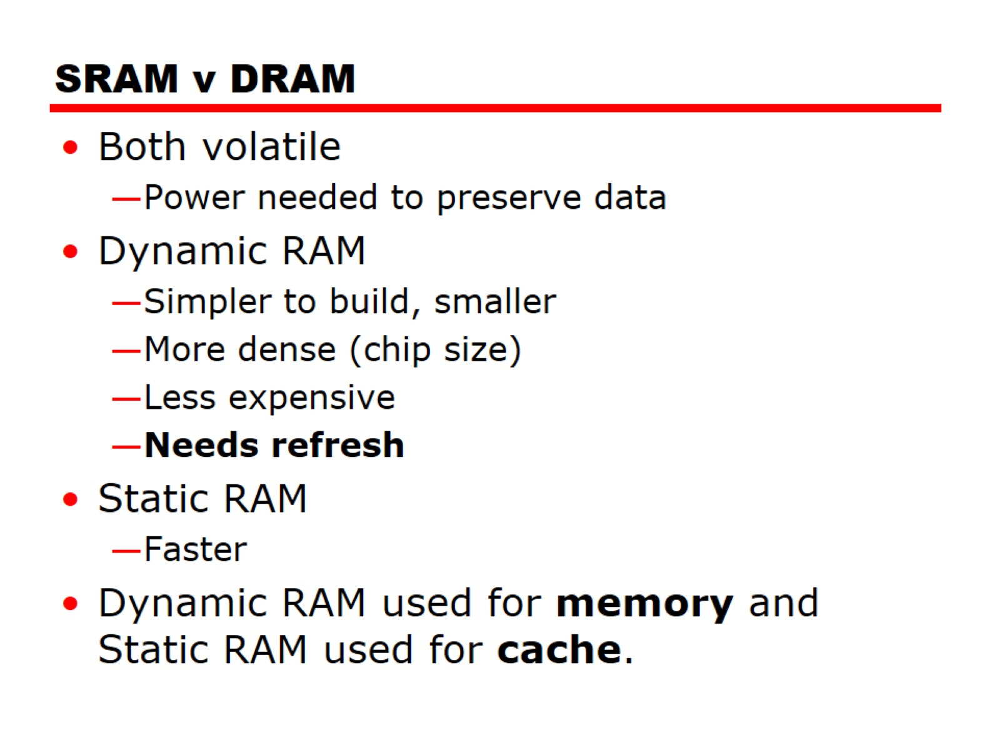 SRAM v DRAM
• Both volatile
—Power needed to preserve data
• Dynamic RAM
—Simpler to build, smaller
—More dense (chip size)
—Less expensive
—Needs refresh
• Static RAM
—Faster
• Dynamic RAM used for memory and
Static RAM used for cache.